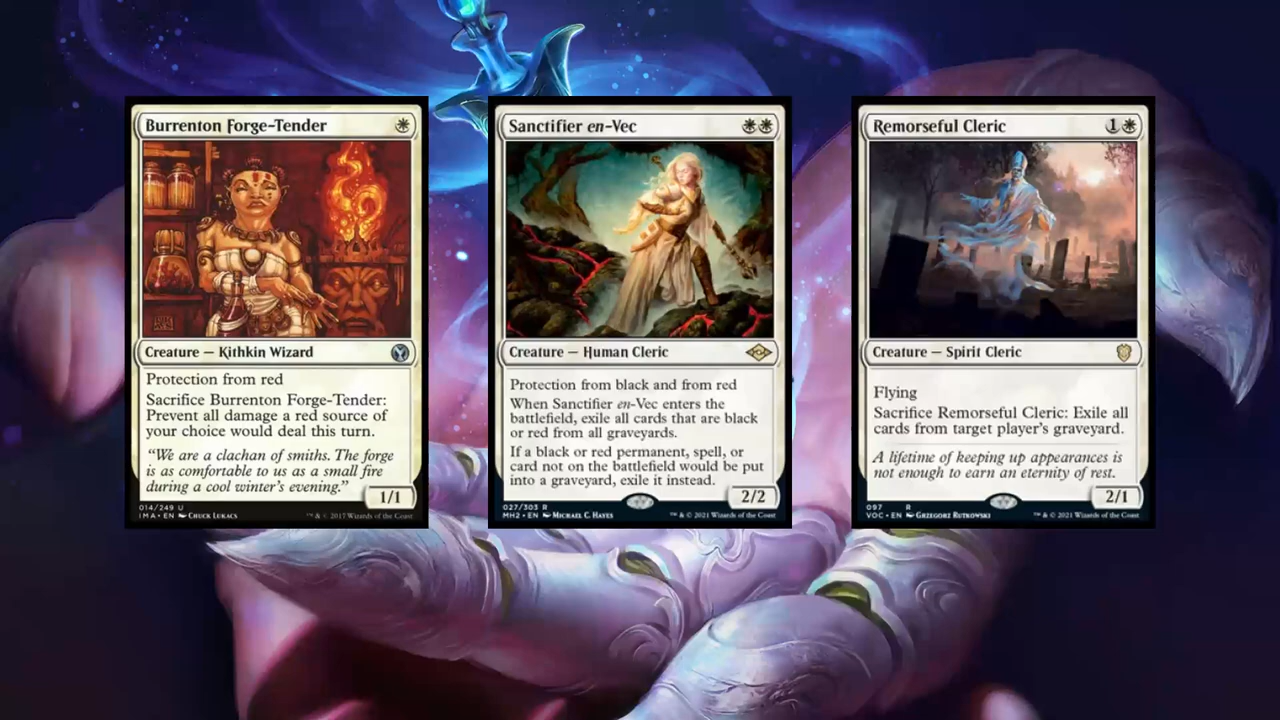 Burrenton Forge-Tender
Creature — Kithkin Wizard
Protection from red
Sacrifice Burrenton Forge-Tender:
Prevent all damage a red source of
your choice would deal this turn.
“We are a clachan of smiths. The forge
is as comfortable to us as a small fire
during a cool winter’s evening.”
1/1
014/249 U
IMA • EN Chuck Lukacs
™ & © 2017 Wizards of the Coast
Sanctifier en-Vec
Creature — Human Cleric
Protection from black and from red
When Sanctifier en-Vec enters the
battlefield, exile all cards that are black
or red from all graveyards.
If a black or red permanent, spell, or
card not on the battlefield would be put
into a graveyard, exile it instead.
2/2
027/303 R
MH2 • EN Michael C. Hayes
™ & © 2021 Wizards of the Coast
Remorseful Cleric 1
Creature — Spirit Cleric
Flying
Sacrifice Remorseful Cleric: Exile all
cards from target player’s graveyard.
A lifetime of keeping up appearances is
not enough to earn an eternity of rest.
2/1
097 R
VOC • EN Grzegorz Rutkowski
™ & © 2021 Wizards of the Coast